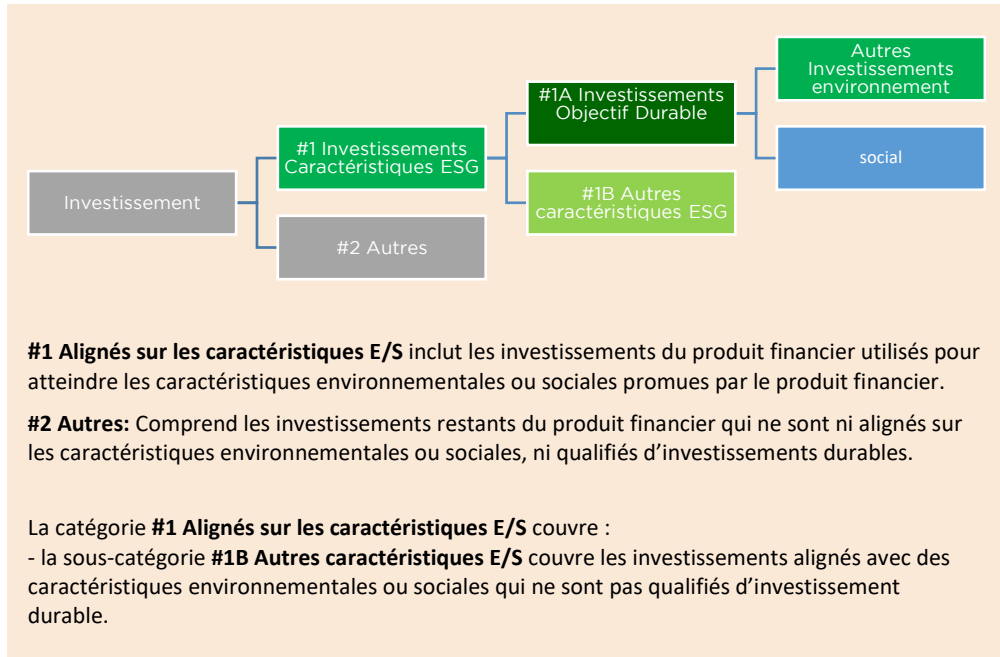 Autres
Investissements
environnement
#1A Investissements
Objectif Durable
#1 Investissements
Caractéristiques ESG
social
#1B Autres
caractéristiques ESG
Investissement
#2 Autres
#1 Alignés sur les caractéristiques E/S inclut les investissements du produit financier utilisés pour
atteindre les caractéristiques environnementales ou sociales promues par le produit financier.
#2 Autres: Comprend les investissements restants du produit financier qui ne sont ni alignés sur
les caractéristiques environnementales ou sociales, ni qualifiés d’investissements durables.
La catégorie #1 Alignés sur les caractéristiques E/S couvre :
- la sous-catégorie #1B Autres caractéristiques E/S couvre les investissements alignés avec des
caractéristiques environnementales ou sociales qui ne sont pas qualifiés d’investissement
durable.